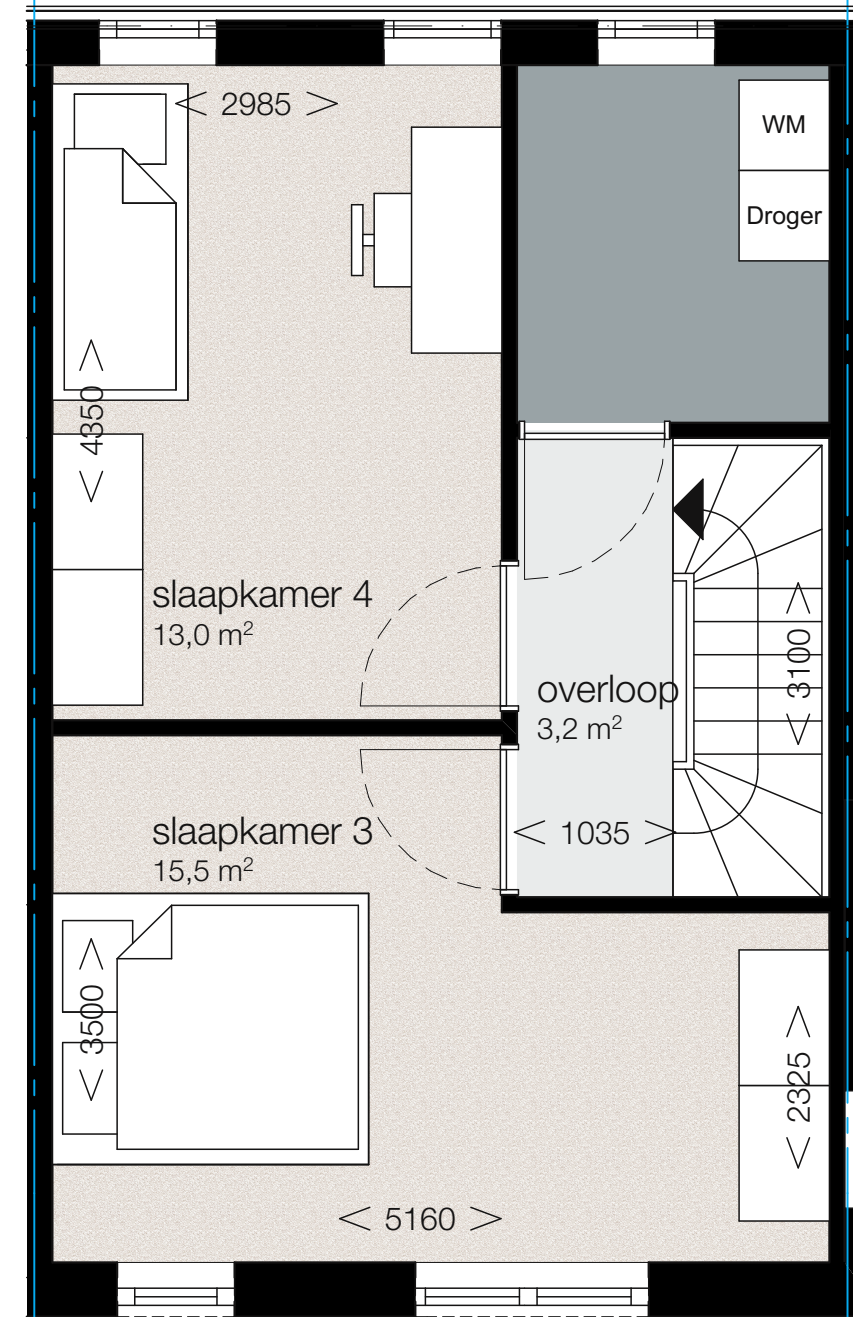 < 2985 >
WM
Droger
< 4350 >
slaapkamer 4
13,0 m²
overloop
3,2 m²
< 3100 >
slaapkamer 3
15,5 m²
< 1035 >
< 3500 >
< 2325 >
< 5160 >